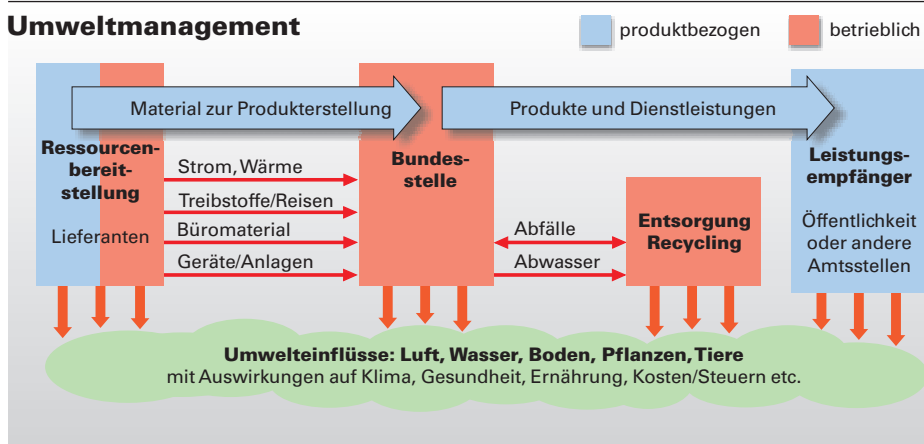 Umweltmanagement
produktbezogen
betrieblich
Material zur Produkterstellung
Produkte und Dienstleistungen
Ressourcen-
bereit-
stellung
Lieferanten
Strom, Wärme
Treibstoffe/Reisen
Büromaterial
Geräte/Anlagen
Bundes-
stelle
Abfälle
Abwasser
Entsorgung
Recycling
Leistungs-
empfänger
Öffentlichkeit
oder andere
Amtsstellen
Umwelteinflüsse: Luft, Wasser, Boden, Pflanzen, Tiere
mit Auswirkungen auf Klima, Gesundheit, Ernährung, Kosten/Steuern etc.